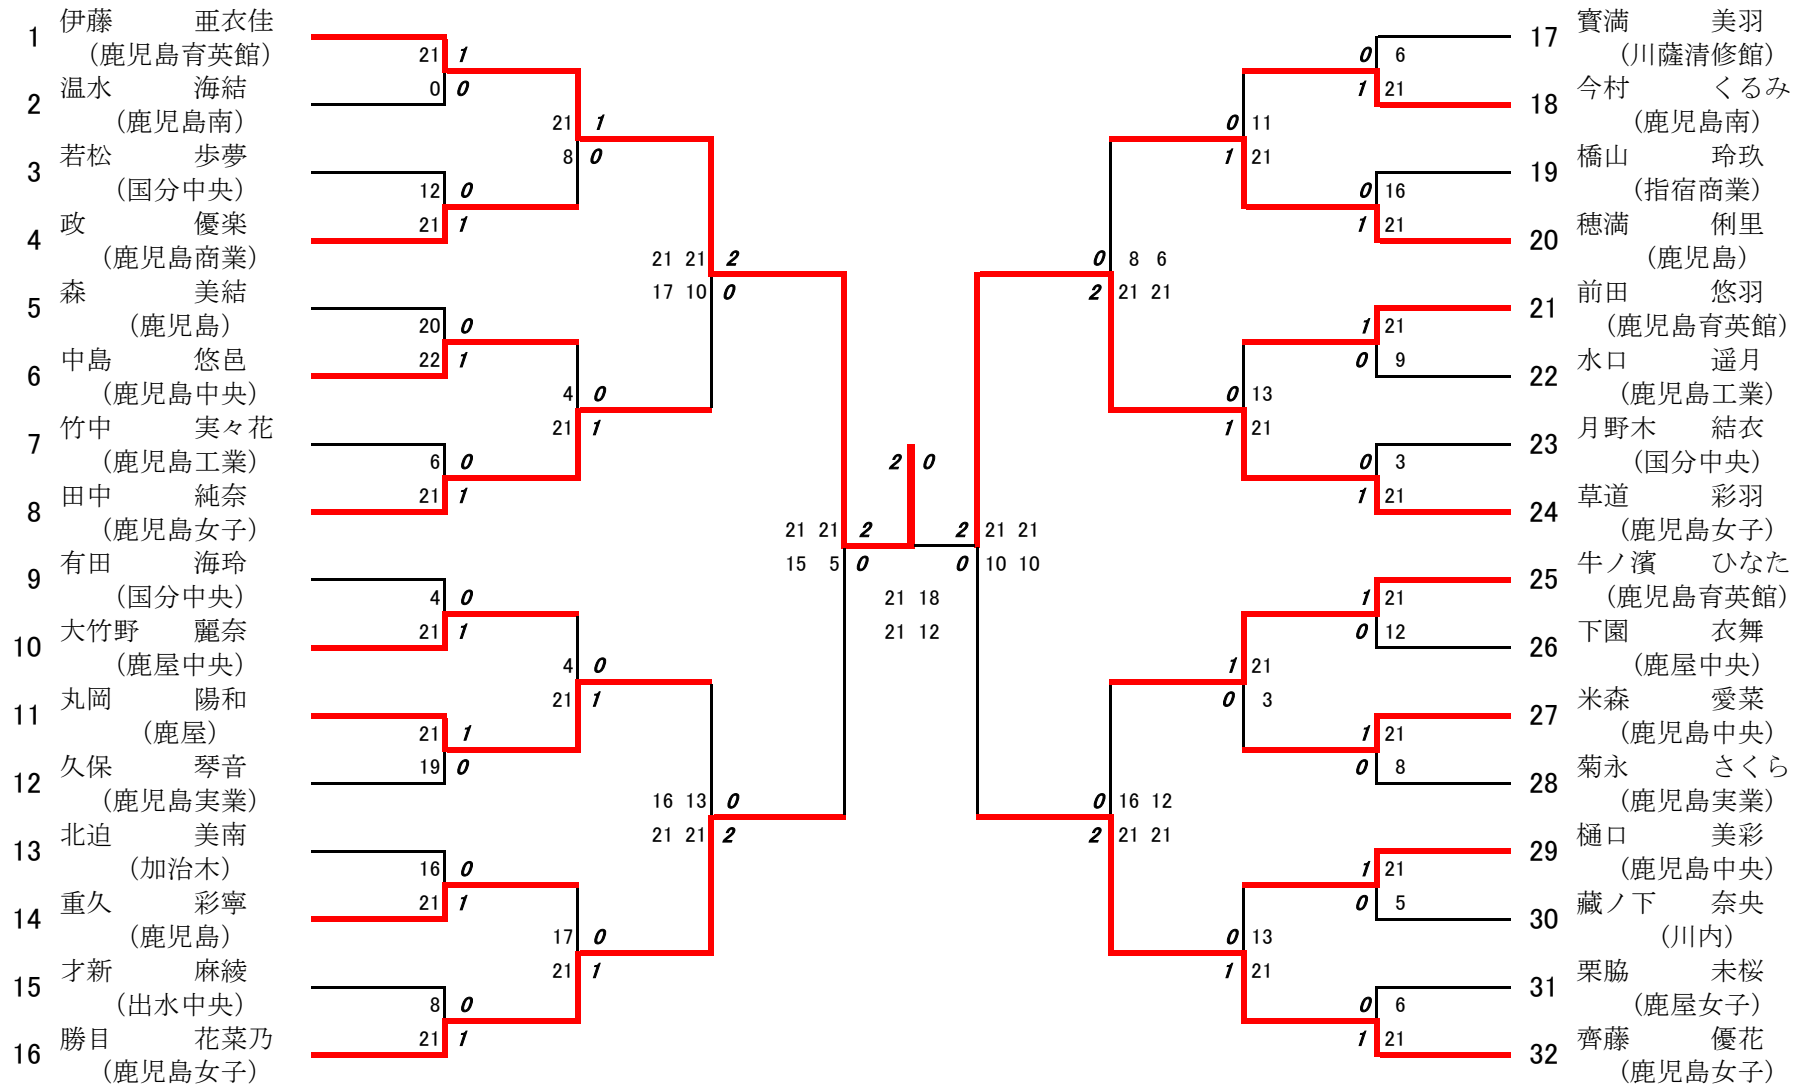 1 伊藤 亜衣佳
(鹿児島育英館)
2 温水 海結
(鹿児島南)
3 若松 歩夢
(国分中央)
4 政 優楽
(鹿児島商業)
5 森 美結
(鹿児島)
6 中島 悠邑
(鹿児島中央)
7 竹中 実々花
(鹿児島工業)
8 田中 純奈
(鹿児島女子)
9 有田 海玲
(国分中央)
10 大竹野 麗奈
(鹿屋中央)
11 丸岡 陽和
(鹿屋)
12 久保 琴音
(鹿児島実業)
13 北迫 美南
(加治木)
14 重久 彩寧
(鹿児島)
15 才新 麻綾
(出水中央)
16 勝目 花菜乃
(鹿児島女子)
21 1
0 0
12 0
21 1
20 0
22 1
6 0
21 1
4 0
21 1
21 1
19 0
16 0
21 1
8 0
21 1
21 1
8 0
4 0
21 1
4 0
21 1
17 0
21 1
21 21 2
17 10 0
16 13 0
21 21 2
21 21 2
15 5 0
2 0
21 18
21 12
2 21 21
0 10 10
0 8 6
2 21 21
0 16 12
2 21 21
0 11
1 21
0 13
1 21
1 21
0 3
0 13
1 21
0 6
1 21
0 16
1 21
1 21
0 9
0 3
1 21
1 21
0 12
1 21
0 8
1 21
0 5
0 6
1 21
17 寳満 美羽
(川薩清修館)
18 今村 くるみ
(鹿児島南)
19 橋山 玲玖
(指宿商業)
20 穂満 俐里
(鹿児島)
21 前田 悠羽
(鹿児島育英館)
22 水口 遥月
(鹿児島工業)
23 月野木 結衣
(国分中央)
24 草道 彩羽
(鹿児島女子)
25 牛ノ濱 ひなた
(鹿児島育英館)
26 下園 衣舞
(鹿屋中央)
27 米森 愛菜
(鹿児島中央)
28 菊永 さくら
(鹿児島実業)
29 樋口 美彩
(鹿児島中央)
30 藏ノ下 奈央
(川内)
31 栗脇 未桜
(鹿屋女子)
32 齊藤 優花
(鹿児島女子)